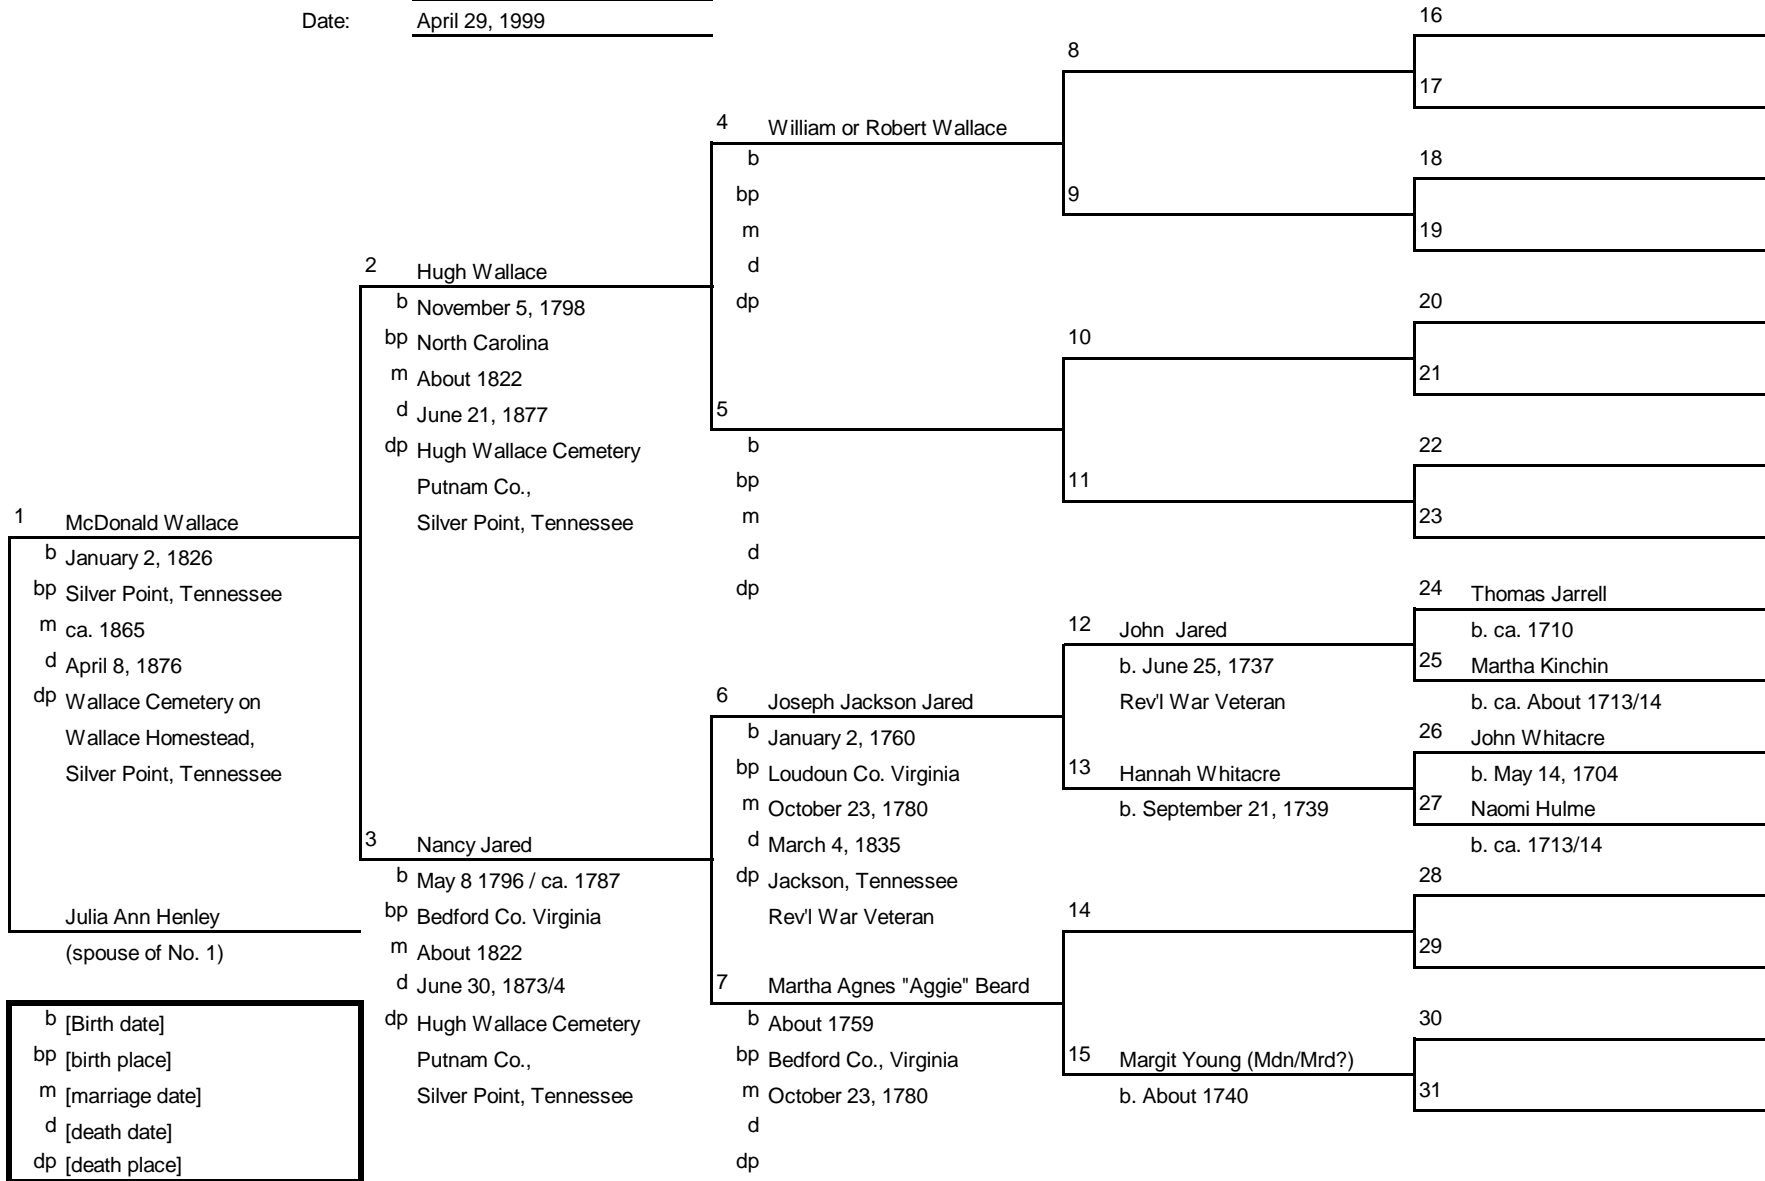 Date: April 29, 1999
1 McDonald Wallace
b January 2, 1826
bp Silver Point, Tennessee
m ca. 1865
d April 8, 1876
dp Wallace Cemetery on
Wallace Homestead,
Silver Point, Tennessee
Julia Ann Henley
(spouse of No. 1)
b [Birth date]
bp [birth place]
m [marriage date]
d [death date]
dp [death place]
2 Hugh Wallace
b November 5, 1798
bp North Carolina
m About 1822
d June 21, 1877
dp Hugh Wallace Cemetery
Putnam Co.,
Silver Point, Tennessee
3 Nancy Jared
b May 8 1796 / ca. 1787
bp Bedford Co. Virginia
m About 1822
d June 30, 1873/4
dp Hugh Wallace Cemetery
Putnam Co.,
Silver Point, Tennessee
4 William or Robert Wallace
b
bp
m
d
dp
5
b
bp
m
d
dp
6 Joseph Jackson Jared
b January 2, 1760
bp Loudoun Co. Virginia
m October 23, 1780
d March 4, 1835
dp Jackson, Tennessee
Rev'l War Veteran
7 Martha Agnes "Aggie" Beard
b About 1759
bp Bedford Co., Virginia
m October 23, 1780
d
dp
8
9
10
11
12 John Jared
b. June 25, 1737
Rev'l War Veteran
13 Hannah Whitacre
b. September 21, 1739
14
15 Margit Young (Mdn/Mrd?)
b. About 1740
16
17
18
19
20
21
22
23
24 Thomas Jarrell
b. ca. 1710
25 Martha Kinchin
b. ca. About 1713/14
26 John Whitacre
b. May 14, 1704
27 Naomi Hulme
b. ca. 1713/14
28
29
30
31